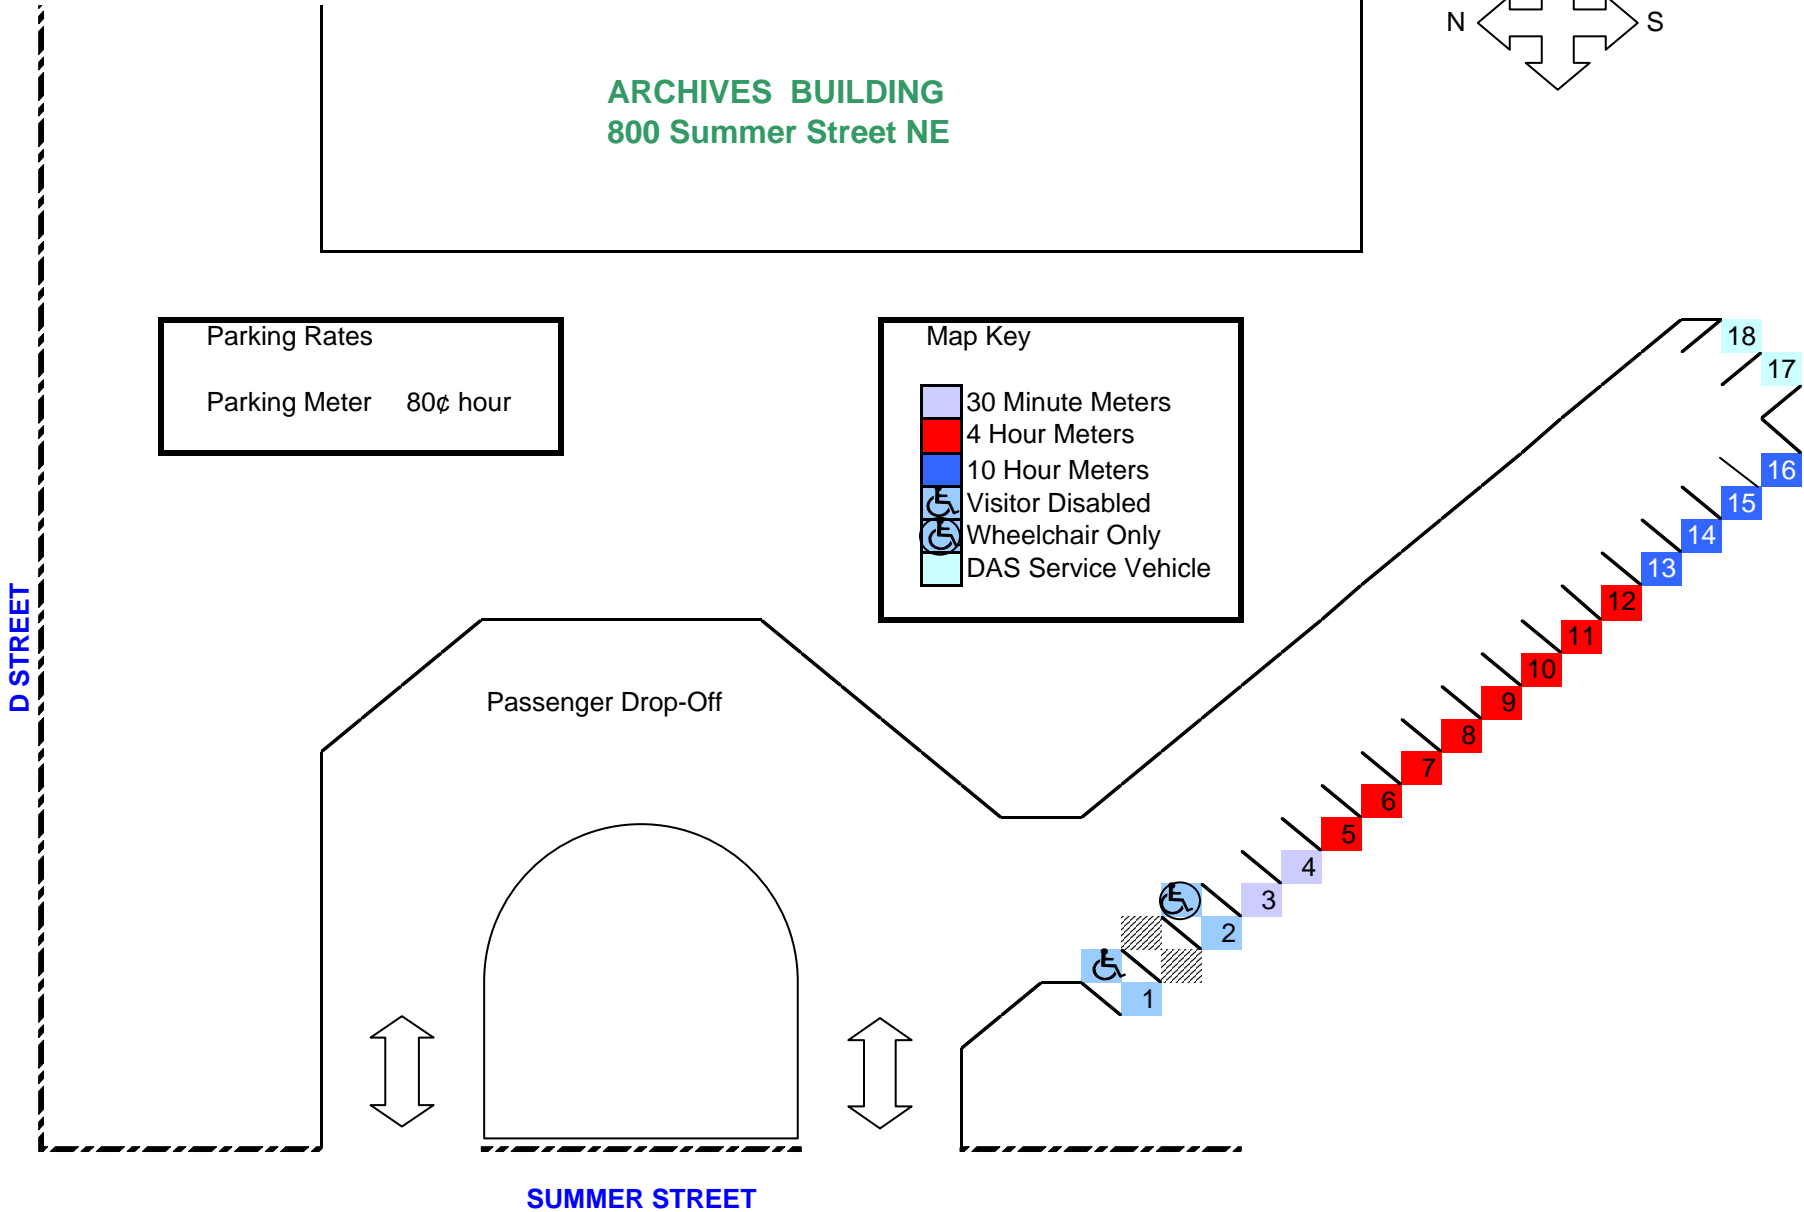 N S
ARCHIVES BUILDING
800 Summer Street NE
Parking Rates
Parking Meter 80¢ hour
Map Key
30 Minute Meters
4 Hour Meters
10 Hour Meters
Visitor Disabled
Wheelchair Only
DAS Service Vehicle
18
17
16
15
14
13
12
11
10
9
8
7
6
5
4
3
2
1
D STREET
Passenger Drop-Off
SUMMER STREET